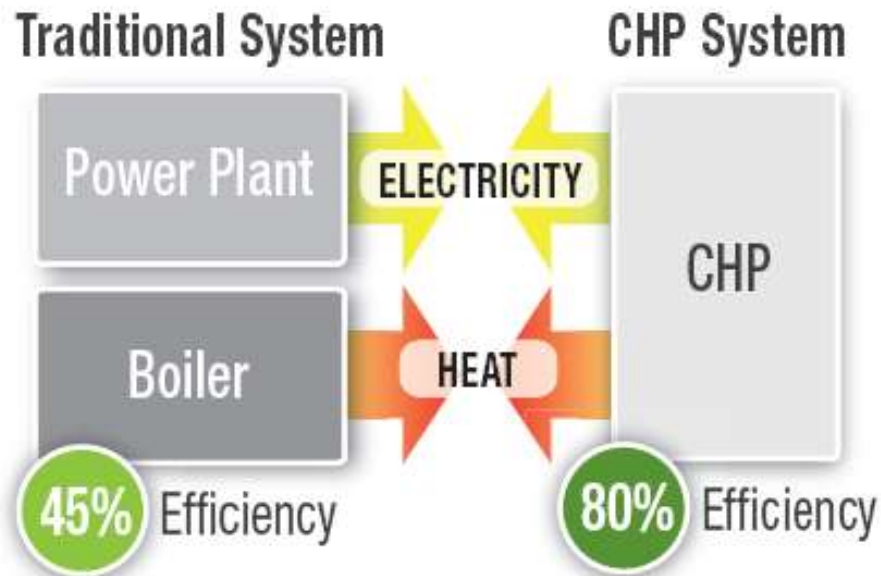 Traditional System
CHP System
Power Plant
ELECTRICITY
CHP
Boiler
HEAT
45% Efficiency
80% Efficiency